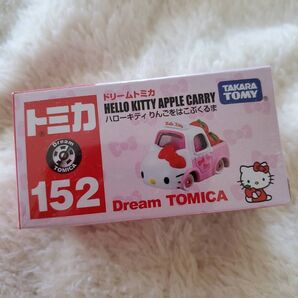 ドリームトミカ
HELLO KITTY APPLE CARRY
ハローキティ りんごをはこぶくるま
TAKARA
TOMY
トミカ
Dream
TOMICA
152
Dream TOMICA